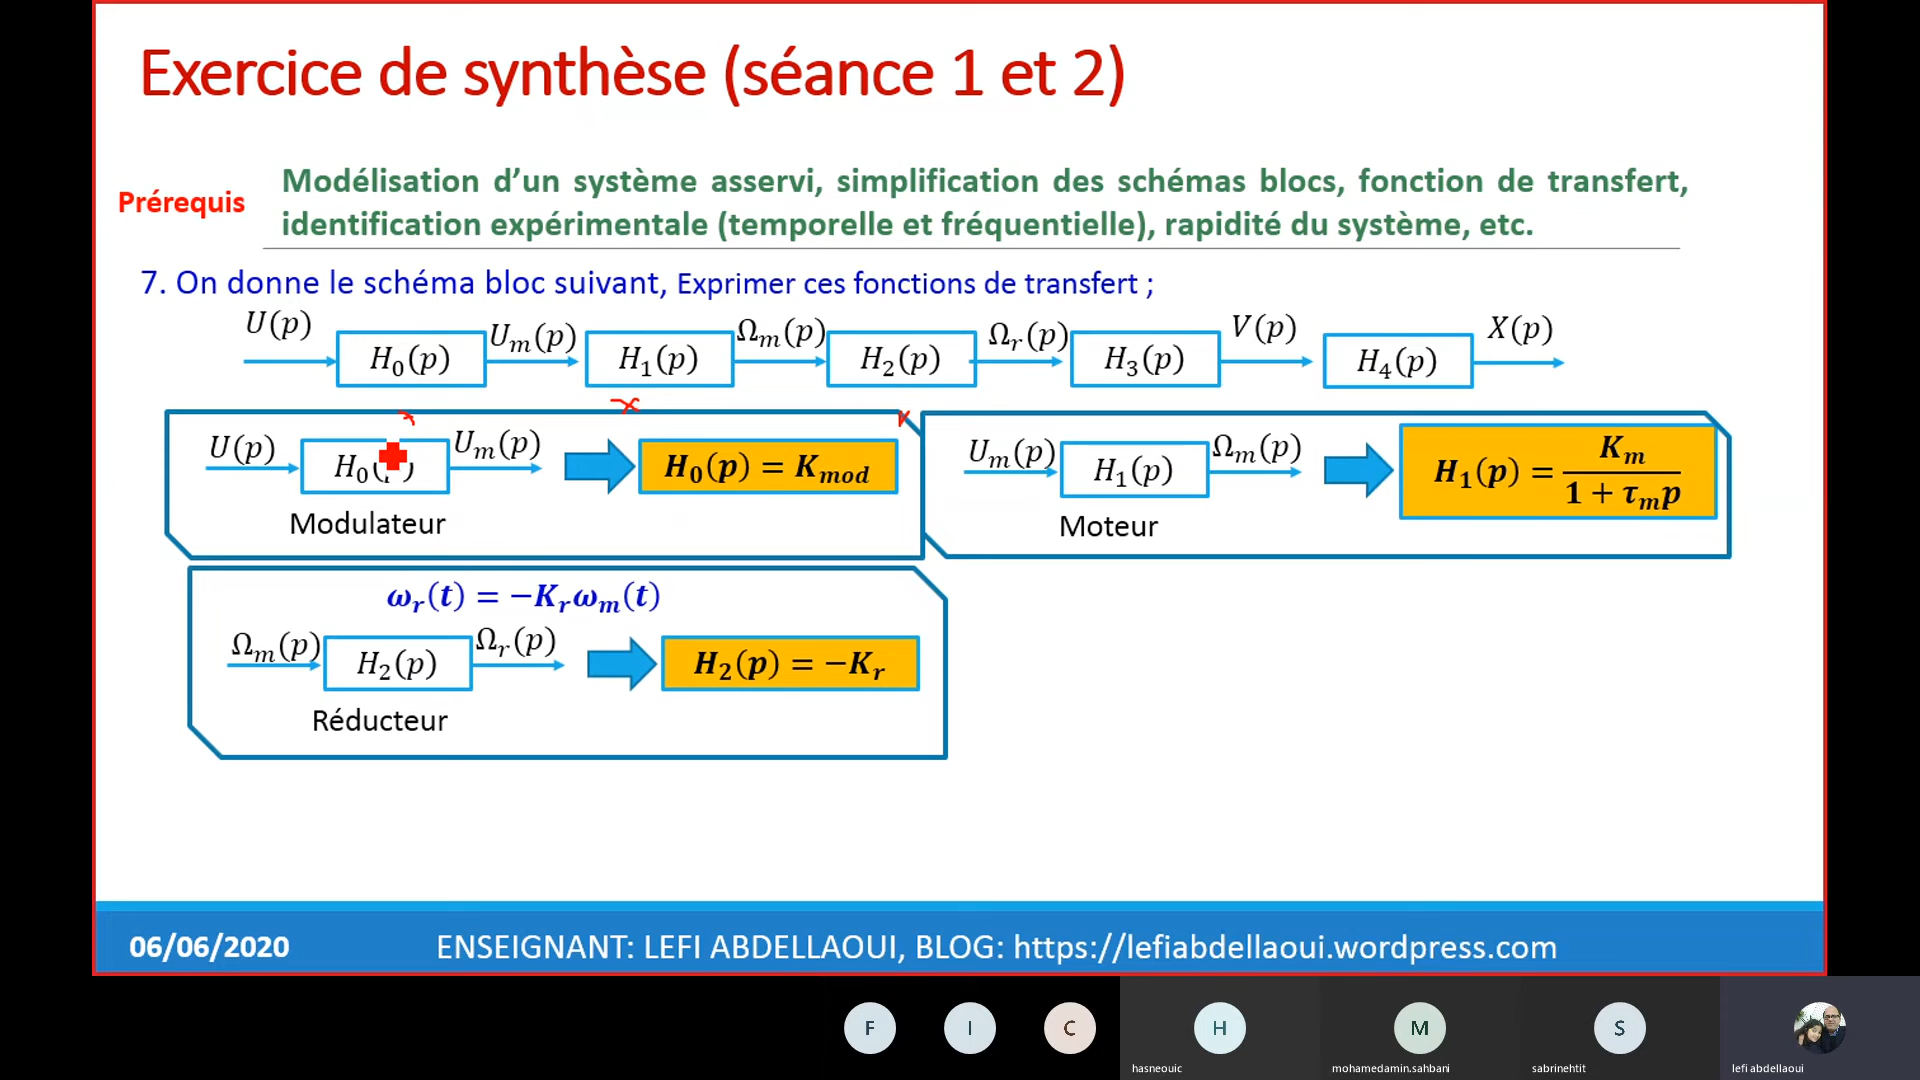 Exercice de synthèse (séance 1 et 2)
Prérequis
Modélisation d’un système asservi, simplification des schémas blocs, fonction de transfert,
identification expérimentale (temporelle et fréquentielle), rapidité du système, etc.
7. On donne le schéma bloc suivant, Exprimer ces fonctions de transfert ;
U(p) H₀(p) Uₘ(p) H₁(p) Ωₘ(p) H₂(p) Ωᵣ(p) H₃(p) V(p) H₄(p) X(p)
U(p) H₀( ) Uₘ(p) H₀(p) = K_mod
Modulateur
Uₘ(p) H₁(p) Ωₘ(p) H₁(p) = Kₘ / (1 + τₘp)
Moteur
ωᵣ(t) = −Kᵣωₘ(t)
Ωₘ(p) H₂(p) Ωᵣ(p) H₂(p) = −Kᵣ
Réducteur
06/06/2020 ENSEIGNANT: LEFI ABDELLAOUI, BLOG: https://lefiabdellaoui.wordpress.com
F I C H M S
hasneouic mohamedamin.sahbani sabrinehtit lefi abdellaoui